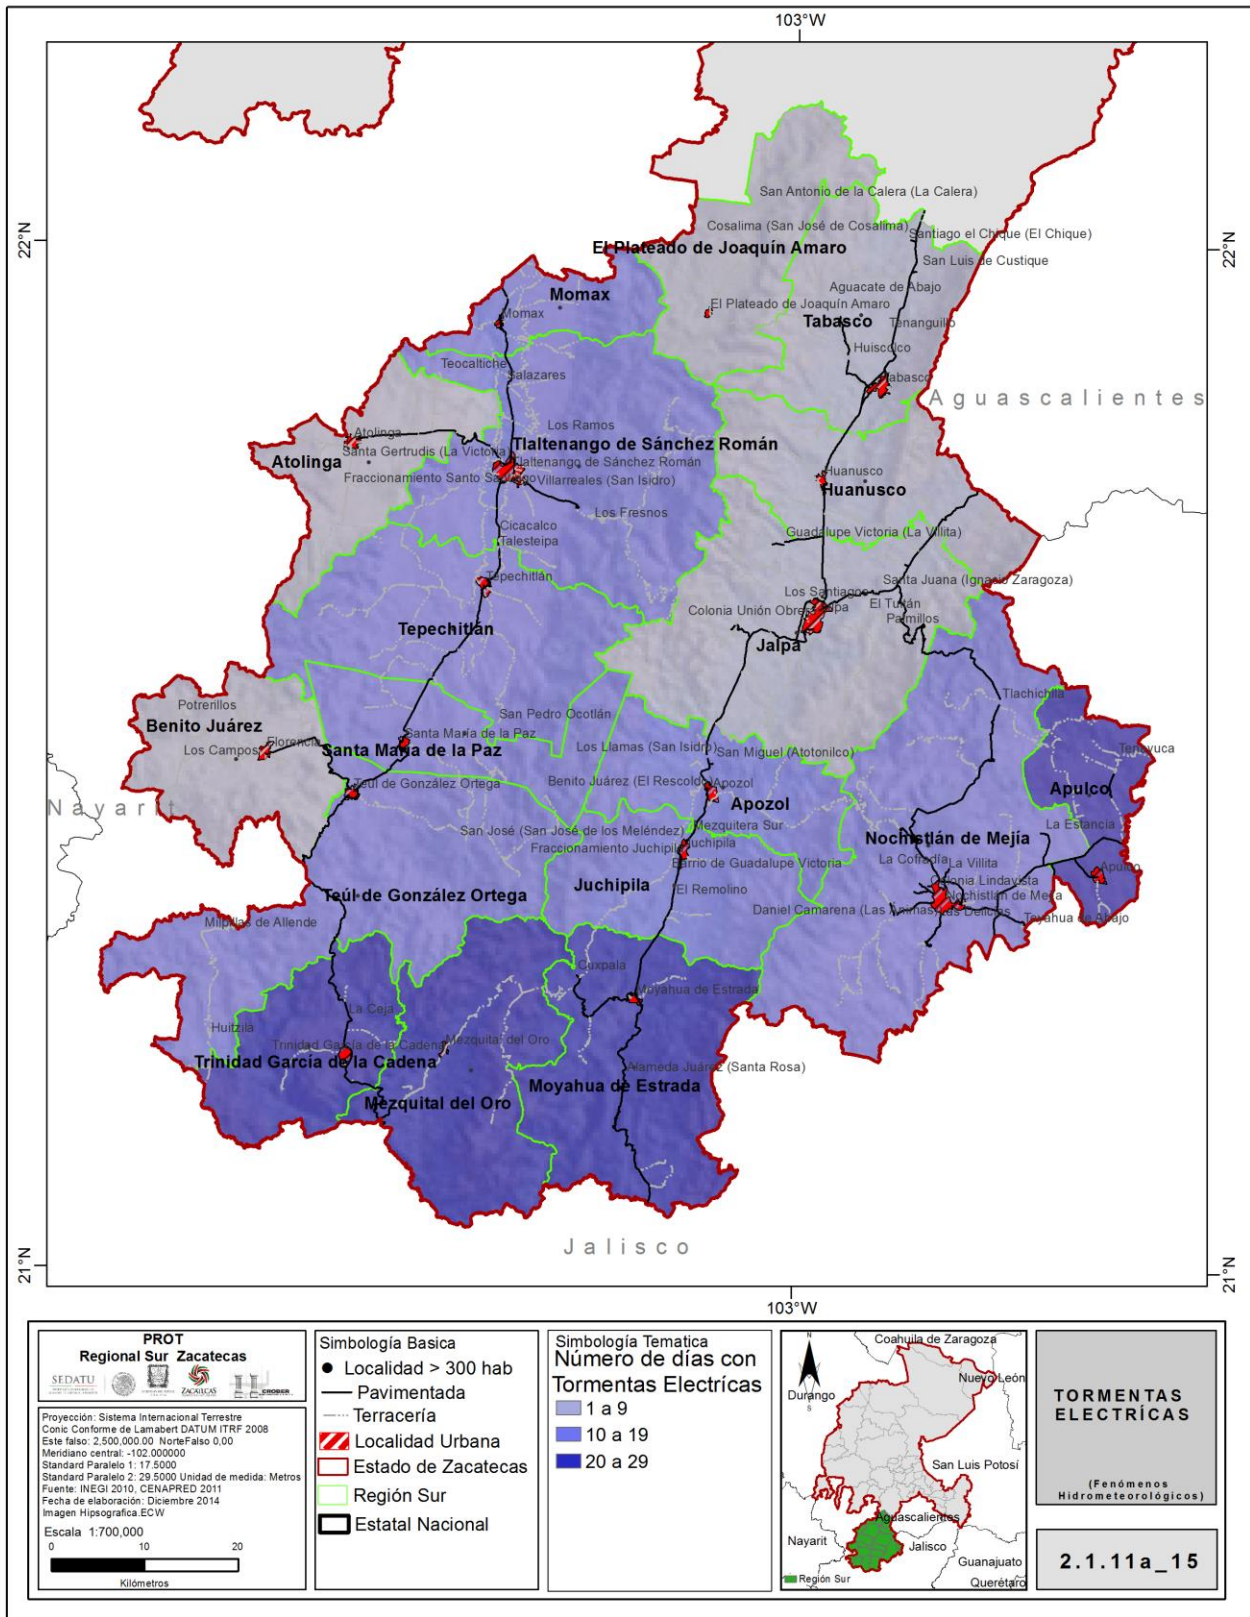 103°W
22°N
22°N
San Antonio de la Calera (La Calera)
Cosalima (San José de Cosalima)
Santiago el Chique (El Chique)
El Plateado de Joaquín Amaro
San Luis de Custique
Aguacate de Abajo
Momax
El Plateado de Joaquín Amaro
Momax
Tabasco
Tenanguillo
Huiscolco
Teocaltiche
Salazares
Tabasco
Aguascalientes
Los Ramos
Atolinga
Tlaltenango de Sánchez Román
Santa Gertrudis (La Victoria)
Atolinga
Tlaltenango de Sánchez Román
Huanusco
Fraccionamiento Santo Santiago
Villarreales (San Isidro)
Huanusco
Los Fresnos
Cicacalco
Talesteipa
Guadalupe Victoria (La Villita)
Tepechitlán
Santa Juana (Ignacio Zaragoza)
Los Santiagos
Colonia Unión Obrera
Jalpa
El Tuitán
Palmillos
Tepechitlán
Jalpa
Tlachichila
Potrerillos
San Pedro Ocotlán
Benito Juárez
Santa María de la Paz
Florencia
Los Campos
Santa María de la Paz
Los Llamas (San Isidro)
San Miguel (Atotonilco)
Tenayuca
Teul de González Ortega
Benito Juárez (El Rescoldo)
Apozol
Apulco
Nayarit
Apozol
Mezquitera Sur
La Estancia
San José (San José de los Meléndez)
Nochistlán de Mejía
Fraccionamiento Juchipila
Juchipila
La Cofradía
La Villita
Barrio de Guadalupe Victoria
Apulco
Juchipila
Colonia Lindavista
El Remolino
Teúl de González Ortega
Nochistlán de Mejía
Daniel Camarena (Las Ánimas)
Las Delicias
Teyahua de Abajo
Milpillas de Allende
Cuxpala
Moyahua de Estrada
La Ceja
Huitzila
Mezquital del Oro
Trinidad García de la Cadena
Trinidad García de la Cadena
Alameda Juárez (Santa Rosa)
Moyahua de Estrada
Mezquital del Oro
Jalisco
21°N
21°N
103°W
PROT
Regional Sur Zacatecas
SEDATU
ZACATECAS
CROBER
Proyección: Sistema Internacional Terrestre
Conic Conforme de Lamabert DATUM ITRF 2008
Este falso: 2,500,000.00 NorteFalso 0,00
Meridiano central: -102,000000
Standard Paralelo 1: 17.5000
Standard Paralelo 2: 29.5000 Unidad de medida: Metros
Fuente: INEGI 2010, CENAPRED 2011
Fecha de elaboración: Diciembre 2014
Imagen Hipsografica.ECW
Escala 1:700,000
0 10 20
Kilómetros
Simbología Basica
Localidad > 300 hab
Pavimentada
Terracería
Localidad Urbana
Estado de Zacatecas
Región Sur
Estatal Nacional
Simbología Tematica
Número de días con
Tormentas Electrícas
1 a 9
10 a 19
20 a 29
N
S
Coahuila de Zaragoza
Nuevo León
Durango
San Luis Potosí
Aguascalientes
Nayarit
Jalisco
Guanajuato
Región Sur
Querétaro
TORMENTAS
ELECTRÍCAS
(Fenómenos
Hidrometeorológicos)
2.1.11a_15